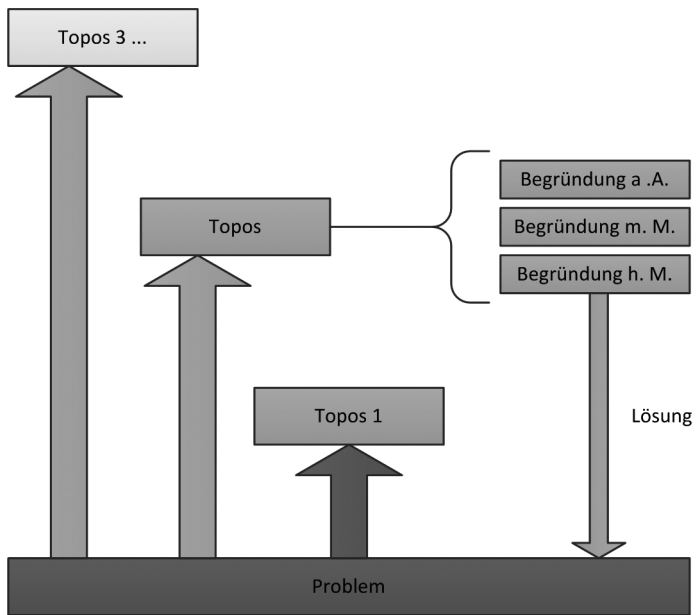 Topos 3 ...
Begründung a .A.
Topos
Begründung m. M.
Begründung h. M.
Topos 1
Lösung
Problem